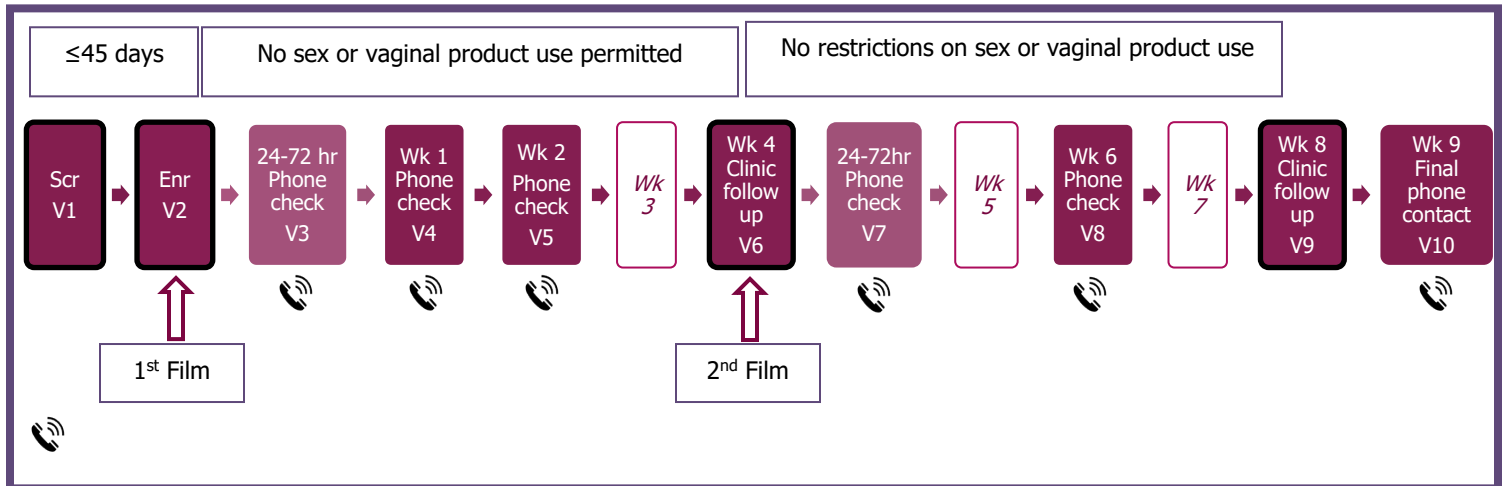 ≤45 days
No sex or vaginal product use permitted
No restrictions on sex or vaginal product use
Scr
V1
Enr
V2
24-72 hr
Phone
check
V3
Wk 1
Phone
check
V4
Wk 2
Phone
check
V5
Wk
3
Wk 4
Clinic
follow
up
V6
24-72hr
Phone
check
V7
Wk
5
Wk 6
Phone
check
V8
Wk
7
Wk 8
Clinic
follow
up
V9
Wk 9
Final
phone
contact
V10
1st Film
2nd Film